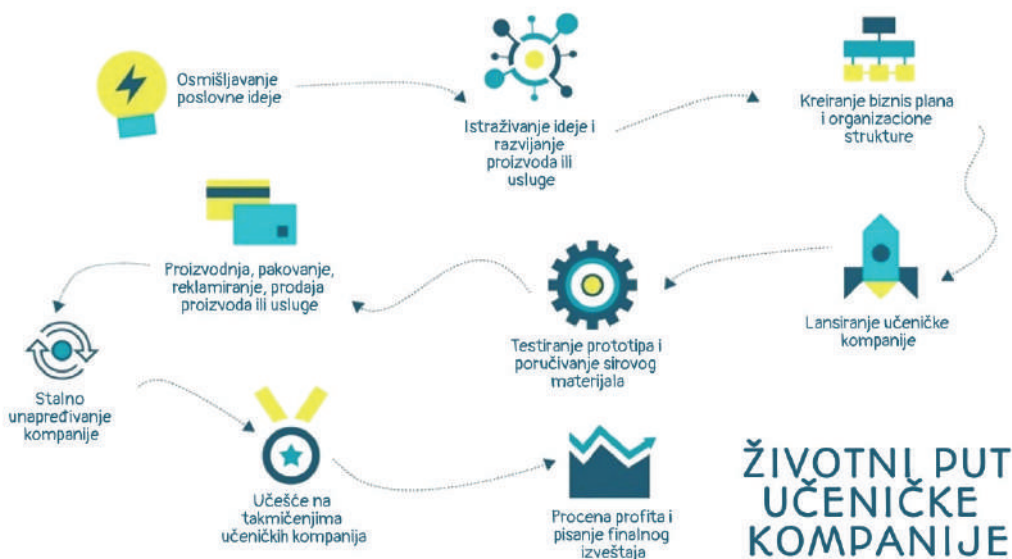 Osmišljavanje
poslovne ideje
Istraživanje ideje i
razvijanje
proizvoda ili
usluge
Kreiranje biznis plana
i organizacione
strukture
Lansiranje učeničke
kompanije
Testiranje prototipa i
poručivanje sirovog
materijala
Proizvodnja, pakovanje,
reklamiranje, prodaja
proizvoda ili usluge
Stalno
unapređivanje
kompanije
Učešće na
takmičenjima
učeničkih kompanija
Procena profita i
pisanje finalnog
izveštaja
ŽIVOTNI PUT
UČENIČKE
KOMPANIJE